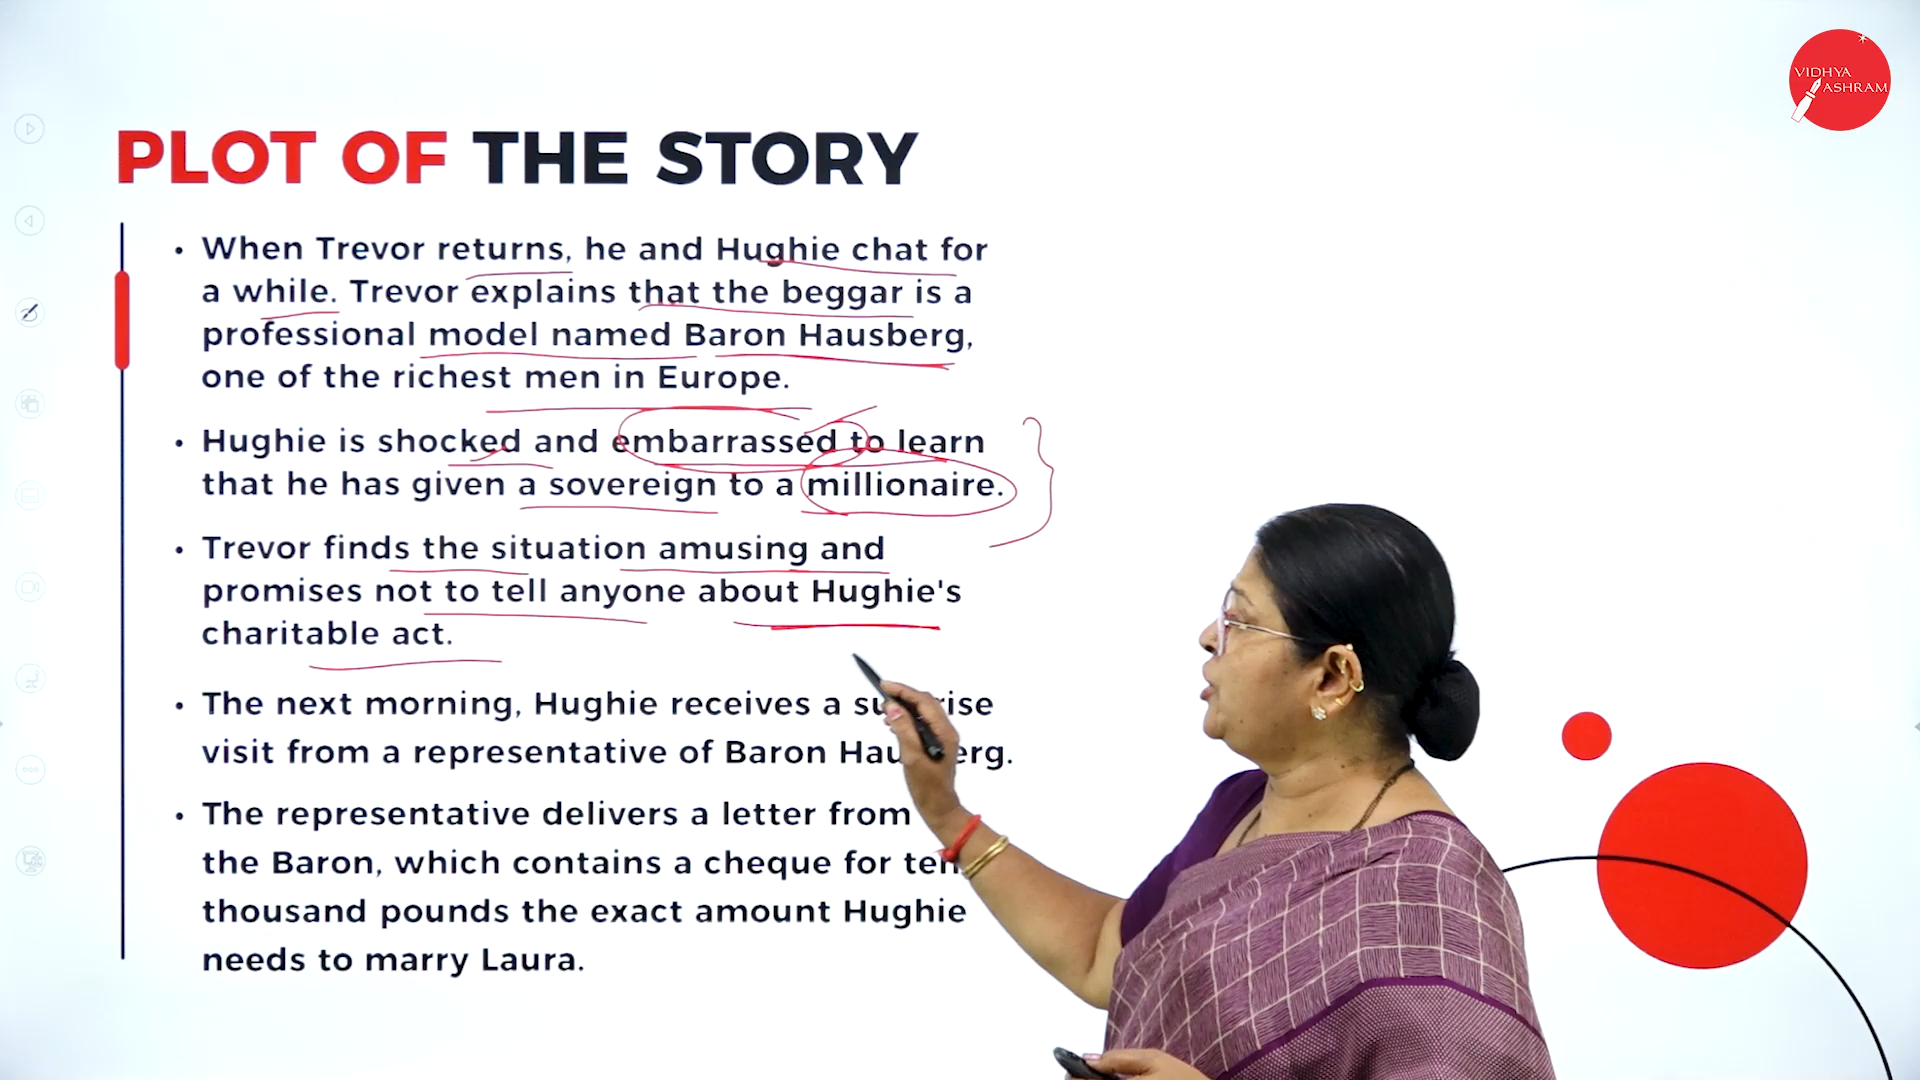 VIDHYA
ASHRAM
PLOT OF THE STORY
• When Trevor returns, he and Hughie chat for
a while. Trevor explains that the beggar is a
professional model named Baron Hausberg,
one of the richest men in Europe.
• Hughie is shocked and embarrassed to learn
that he has given a sovereign to a millionaire.
• Trevor finds the situation amusing and
promises not to tell anyone about Hughie's
charitable act.
• The next morning, Hughie receives a
visit from a representative of Baron
• The representative delivers a letter from
the Baron, which contains a cheque for ten
thousand pounds the exact amount Hughie
needs to marry Laura.